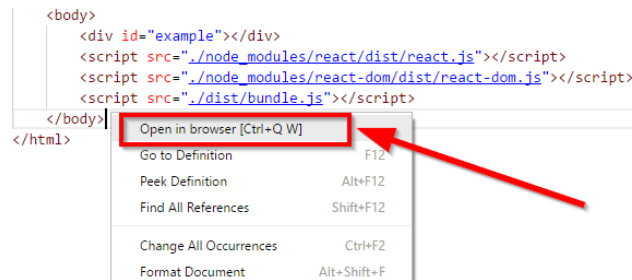 <body>
<div id="example"></div>
<script src="./node_modules/react/dist/react.js"></script>
<script src="./node_modules/react-dom/dist/react-dom.js"></script>
<script src="./dist/bundle.js"></script>
</body>
</html>
Open in browser [Ctrl+Q W]
Go to Definition F12
Peek Definition Alt+F12
Find All References Shift+F12
Change All Occurrences Ctrl+F2
Format Document Alt+Shift+F